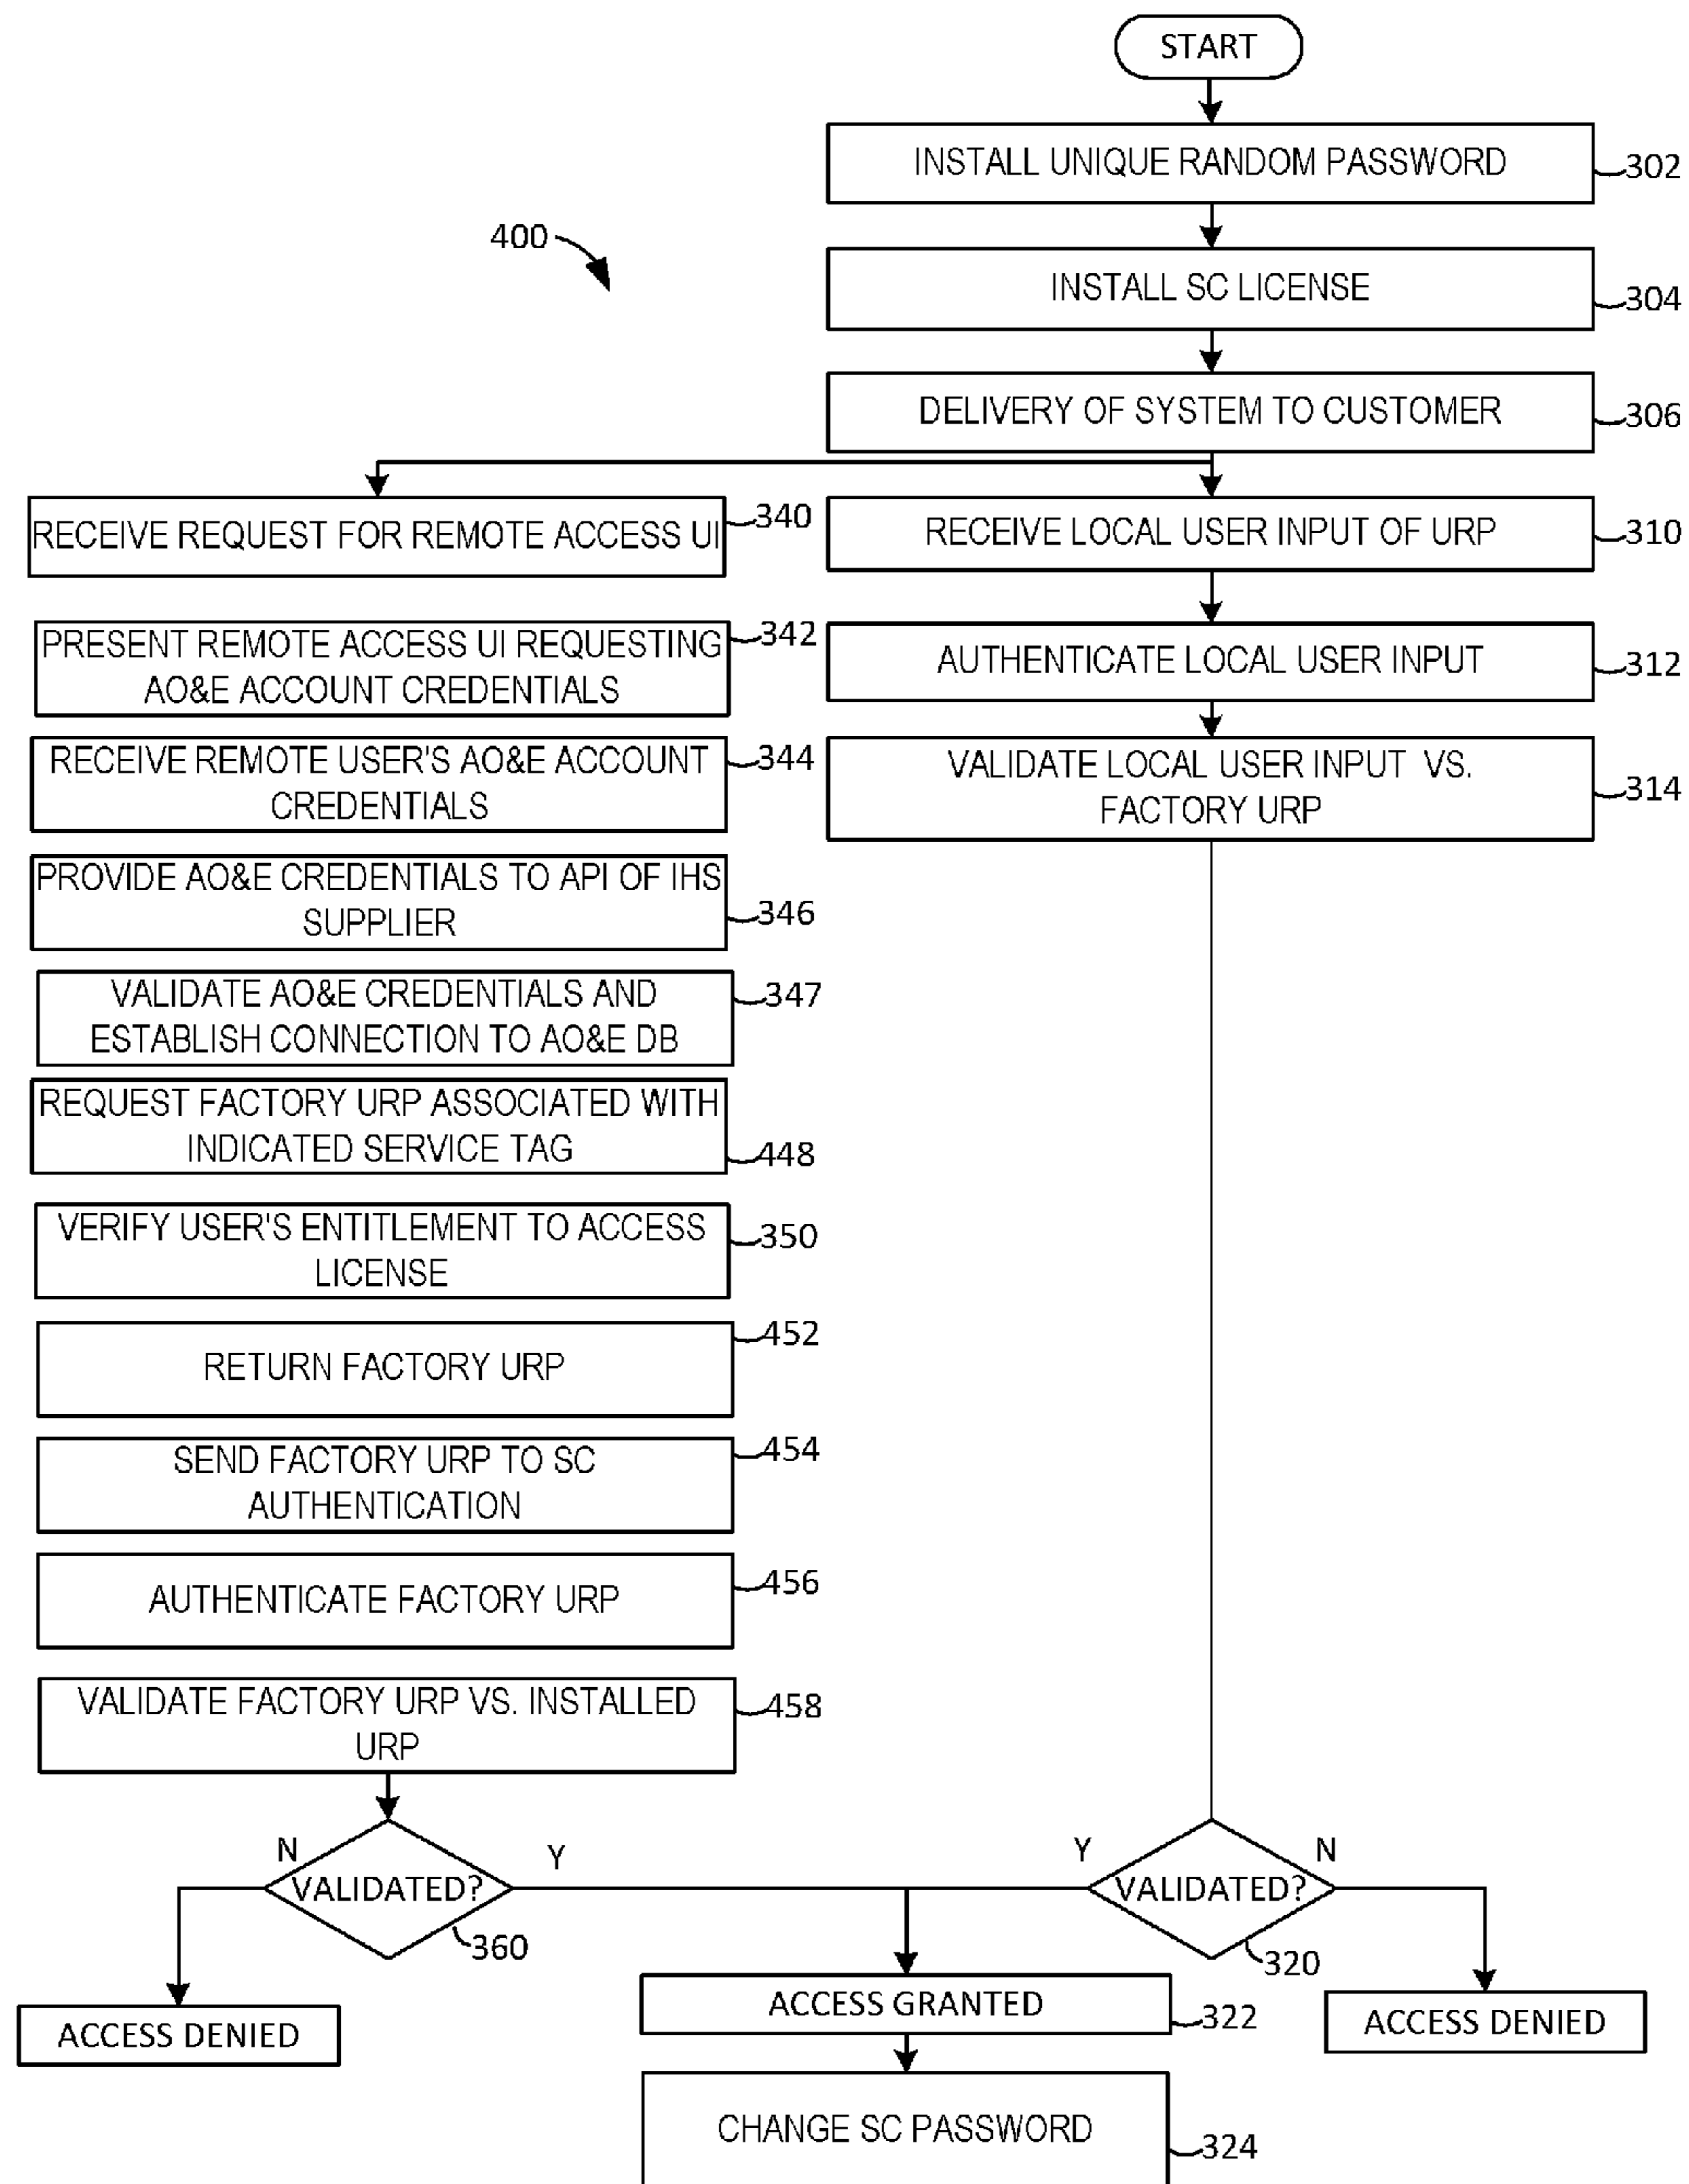 START
INSTALL UNIQUE RANDOM PASSWORD
302
400
INSTALL SC LICENSE
304
DELIVERY OF SYSTEM TO CUSTOMER
306
RECEIVE REQUEST FOR REMOTE ACCESS UI
340
RECEIVE LOCAL USER INPUT OF URP
310
PRESENT REMOTE ACCESS UI REQUESTING
AO&E ACCOUNT CREDENTIALS
342
AUTHENTICATE LOCAL USER INPUT
312
RECEIVE REMOTE USER'S AO&E ACCOUNT
CREDENTIALS
344
VALIDATE LOCAL USER INPUT VS.
FACTORY URP
314
PROVIDE AO&E CREDENTIALS TO API OF IHS
SUPPLIER
346
VALIDATE AO&E CREDENTIALS AND
ESTABLISH CONNECTION TO AO&E DB
347
REQUEST FACTORY URP ASSOCIATED WITH
INDICATED SERVICE TAG
448
VERIFY USER'S ENTITLEMENT TO ACCESS
LICENSE
350
RETURN FACTORY URP
452
SEND FACTORY URP TO SC
AUTHENTICATION
454
AUTHENTICATE FACTORY URP
456
VALIDATE FACTORY URP VS. INSTALLED
URP
458
N
VALIDATED?
Y
360
Y
VALIDATED?
N
320
ACCESS DENIED
ACCESS GRANTED
322
ACCESS DENIED
CHANGE SC PASSWORD
324